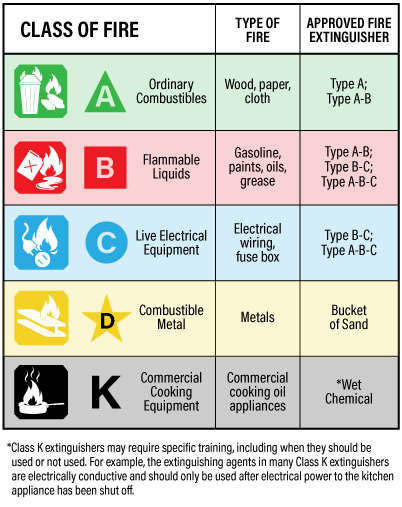 CLASS OF FIRE
TYPE OF
FIRE
APPROVED FIRE
EXTINGUISHER
A
Ordinary
Combustibles
Wood, paper,
cloth
Type A;
Type A-B
B
Flammable
Liquids
Gasoline,
paints, oils,
grease
Type A-B;
Type B-C;
Type A-B-C
C
Live Electrical
Equipment
Electrical
wiring,
fuse box
Type B-C;
Type A-B-C
D
Combustible
Metal
Metals
Bucket
of Sand
K
Commercial
Cooking
Equipment
Commercial
cooking oil
appliances
*Wet
Chemical
*Class K extinguishers may require specific training, including when they should be
used or not used. For example, the extinguishing agents in many Class K extinguishers
are electrically conductive and should only be used after electrical power to the kitchen
appliance has been shut off.